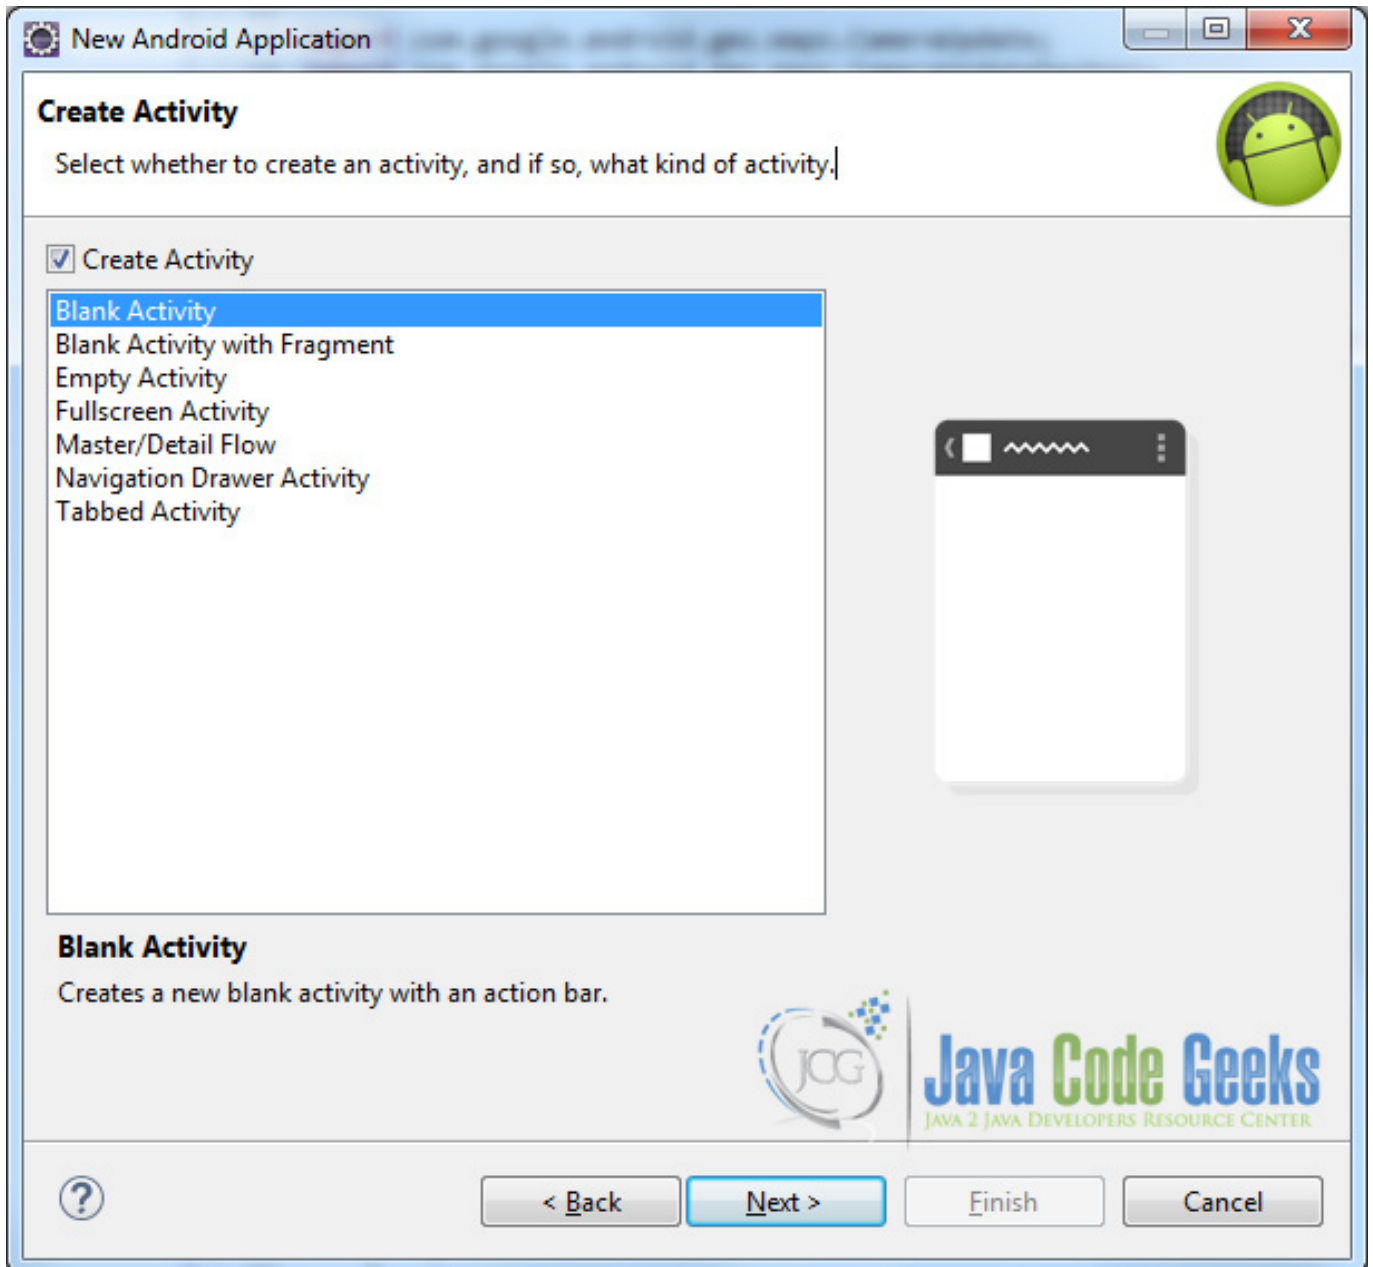 New Android Application
Create Activity
Select whether to create an activity, and if so, what kind of activity.
Create Activity
Blank Activity
Blank Activity with Fragment
Empty Activity
Fullscreen Activity
Master/Detail Flow
Navigation Drawer Activity
Tabbed Activity
Blank Activity
Creates a new blank activity with an action bar.
JCG
Java Code Geeks
JAVA 2 JAVA DEVELOPERS RESOURCE CENTER
?
< Back
Next >
Finish
Cancel